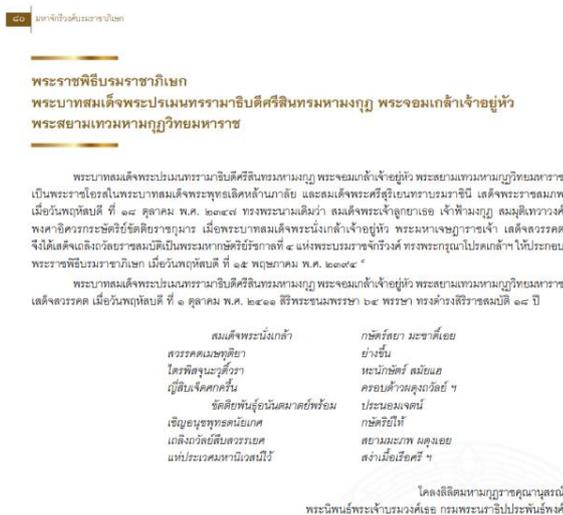 ๘๐ มหาจักรีวงศ์บรมราชาภิเษก
พระราชพิธีบรมราชาภิเษก
พระบาทสมเด็จพระปรเมนทรรามาธิบดีศรีสินทรมหามงกุฎ พระจอมเกล้าเจ้าอยู่หัว
พระสยามเทวมหามกุฏวิทยมหาราช
พระบาทสมเด็จพระปรเมนทรรามาธิบดีศรีสินทรมหามงกุฎ พระจอมเกล้าเจ้าอยู่หัว พระสยามเทวมหามกุฏวิทยมหาราช
เป็นพระราชโอรสในพระบาทสมเด็จพระพุทธเลิศหล้านภาลัย และสมเด็จพระศรีสุริเยนทราบรมราชินี เสด็จพระราชสมภพ
เมื่อวันพฤหัสบดี ที่ ๑๘ ตุลาคม พ.ศ. ๒๓๔๗ ทรงพระนามเดิมว่า สมเด็จพระเจ้าลูกยาเธอ เจ้าฟ้ามงกุฎ สมมุติเทวาวงศ์
พงศาอิศวรกระษัตริย์ขัตติยราชกุมาร เมื่อพระบาทสมเด็จพระนั่งเกล้าเจ้าอยู่หัว พระมหาเจษฎาราชเจ้า เสด็จสวรรคต
จึงได้เสด็จเถลิงถวัลยราชสมบัติเป็นพระมหากษัตริย์รัชกาลที่ ๔ แห่งพระบรมราชจักรีวงศ์ ทรงพระกรุณาโปรดเกล้าฯ ให้ประกอบ
พระราชพิธีบรมราชาภิเษก เมื่อวันพฤหัสบดี ที่ ๑๕ พฤษภาคม พ.ศ. ๒๓๙๔
พระบาทสมเด็จพระปรเมนทรรามาธิบดีศรีสินทรมหามงกุฎ พระจอมเกล้าเจ้าอยู่หัว พระสยามเทวมหามกุฏวิทยมหาราช
เสด็จสวรรคต เมื่อวันพฤหัสบดี ที่ ๑ ตุลาคม พ.ศ. ๒๔๑๑ สิริพระชนมพรรษา ๖๔ พรรษา ทรงดำรงสิริราชสมบัติ ๑๘ ปี
สมเด็จพระนั่งเกล้า กษัตร์สยา มะชาติ์เอย
สวรรคตเมษทุติยา ย่างขึ้น
ไตรพิสจุนะวุติ์วรา หะนักษัตร์ สมัยแฮ
ญี่สิบเจ็ดศกครื้น ครอบด้าวผดุงถวัลย์ ฯ
ขัตติยพันธุ์อนันตมาตย์พร้อม ประนอมเจตน์
เชิญอนุชพุทธดนัยเกศ กษัตริย์ให้
เถลิงถวัลย์สืบสวรรเยศ สยามมะภพ ผดุงเอย
แห่ประเวศมหานิเวสน์ไว้ สง่าเมื้อเรือศรี ฯ
โคลงลิลิตมหามกุฎราชคุณานุสรณ์
พระนิพนธ์พระเจ้าบรมวงศ์เธอ กรมพระนราธิปประพันธ์พงศ์